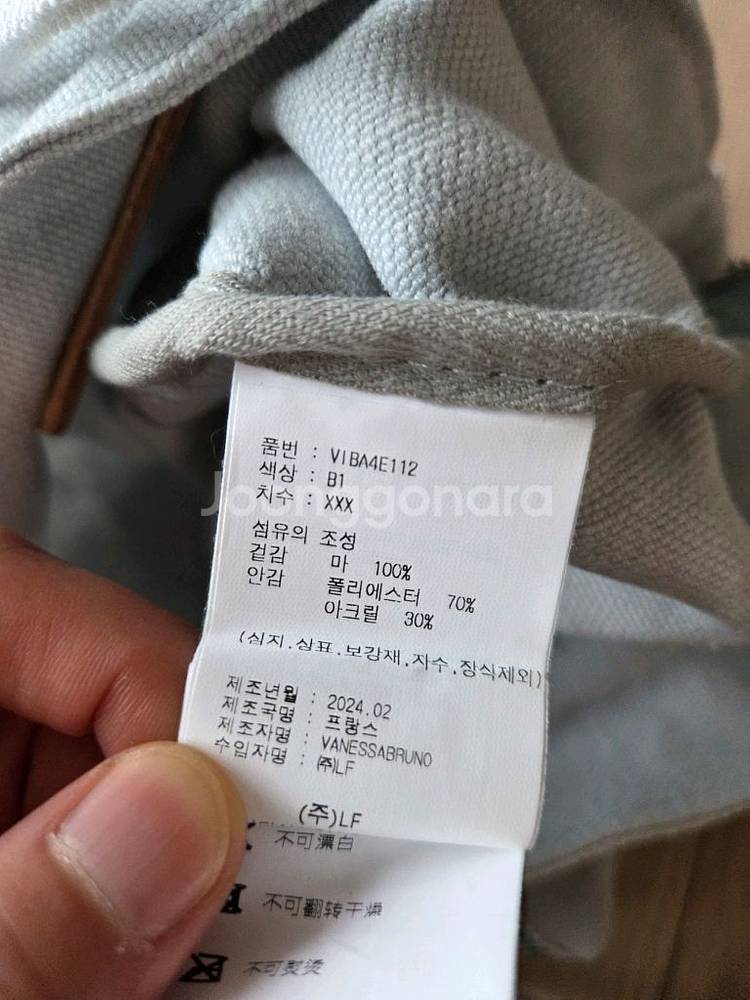 품번 : VIBA4E112
색상 : B1
치수 : XXX
Joonggonara
섬유의 조성
겉감 마 100%
안감 폴리에스터 70%
아크릴 30%
(심지.상표.보강재.자수.장식제외)
제조년월 : 2024.02
제조국명 : 프랑스
제조자명 : VANESSABRUNO
수입자명 : ㈜LF
(주)LF
不可漂白
不可翻转干燥
不可熨烫